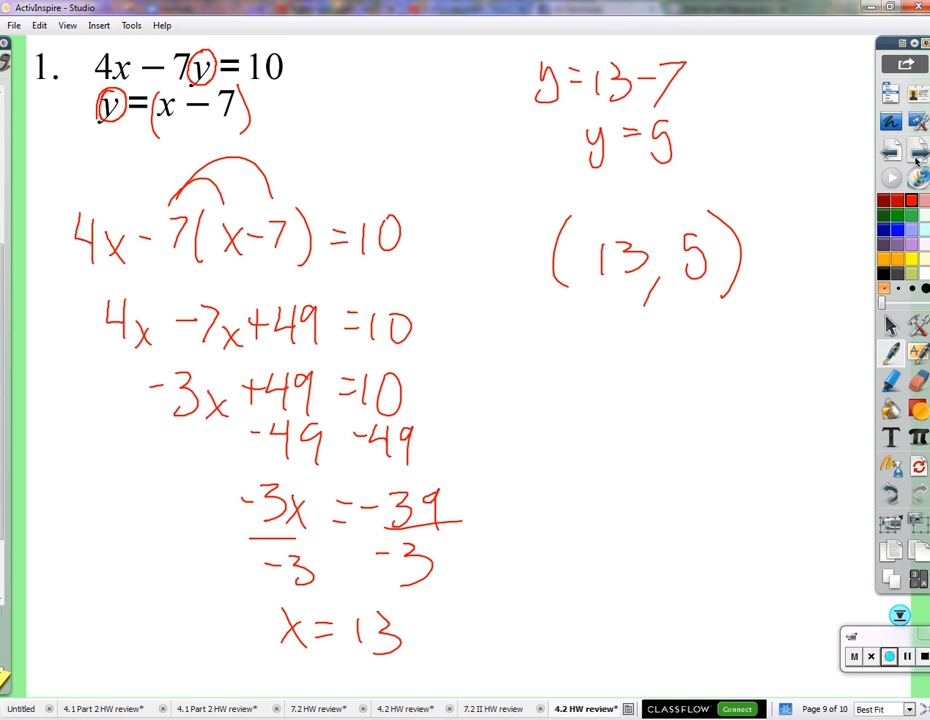 ActivInspire - Studio
File Edit View Insert Tools Help
1. 4x − 7y = 10
y = (x − 7)
4x - 7(x-7) = 10
4x -7x+49 = 10
-3x +49 = 10
-49 -49
-3x = -39
-3 -3
x = 13
y = 13-7
y = 5
(13, 5)
M
Untitled 4.1 Part 2 HW review* 4.1 Part 2 HW review* 7.2 HW review* 4.2 HW review* 7.2 II HW review 4.2 HW review* CLASSFLOW Connect Page 9 of 10 Best Fit